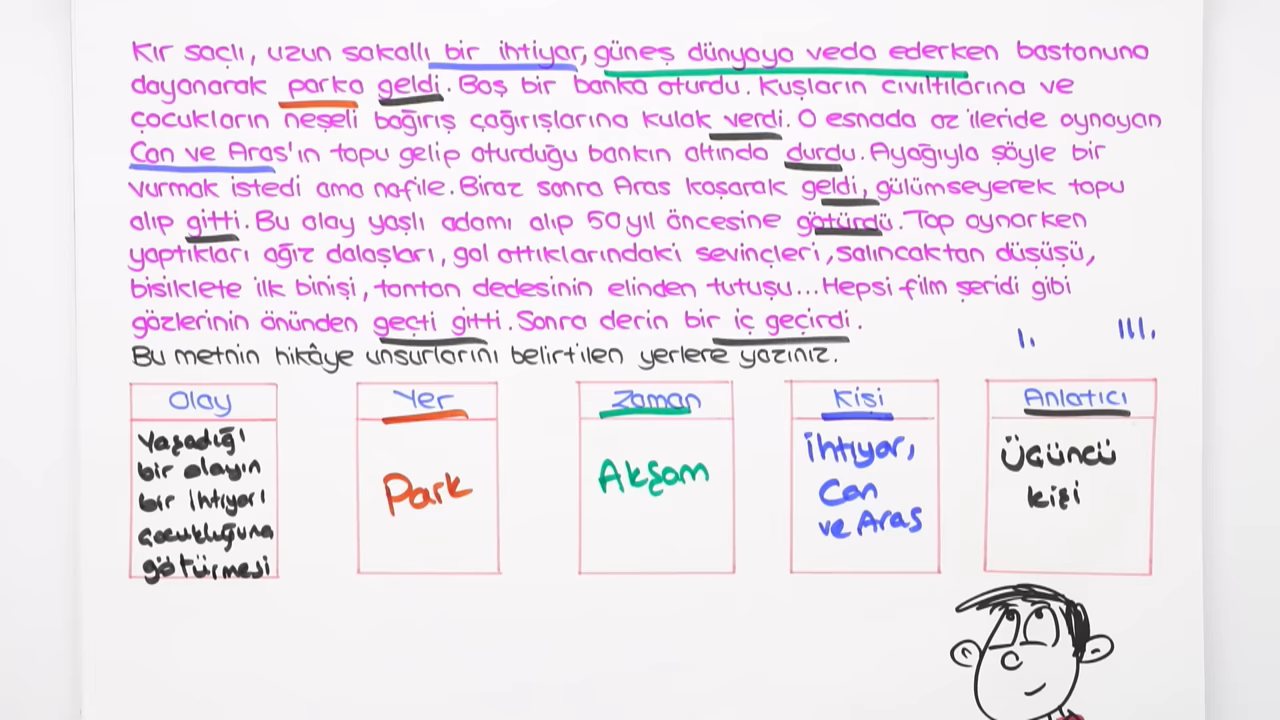 Kır saçlı, uzun sakallı bir ihtiyar, güneş dünyaya veda ederken bastonuna
dayanarak parka geldi. Boş bir banka oturdu. Kuşların cıvıltılarına ve
çocukların neşeli bağırış çağırışlarına kulak verdi. O esnada az ileride oynayan
Can ve Aras'ın topu gelip oturduğu bankın altında durdu. Ayağıyla şöyle bir
vurmak istedi ama nafile. Biraz sonra Aras koşarak geldi, gülümseyerek topu
alıp gitti. Bu olay yaşlı adamı alıp 50 yıl öncesine götürdü. Top oynarken
yaptıkları ağız dalaşları, gol attıklarındaki sevinçleri, salıncaktan düşüşü,
bisiklete ilk binişi, tontan dedesinin elinden tutuşu... Hepsi film şeridi gibi
gözlerinin önünden geçti gitti. Sonra derin bir iç geçirdi.
I. III.
Bu metnin hikâye unsurlarını belirtilen yerlere yazınız.
Olay Yer Zaman Kişi Anlatıcı
Yaşadığı
bir olayın
bir ihtiyarı
çocukluğuna
götürmesi
Park
Akşam
İhtiyar,
Can
ve Aras
Üçüncü
kişi